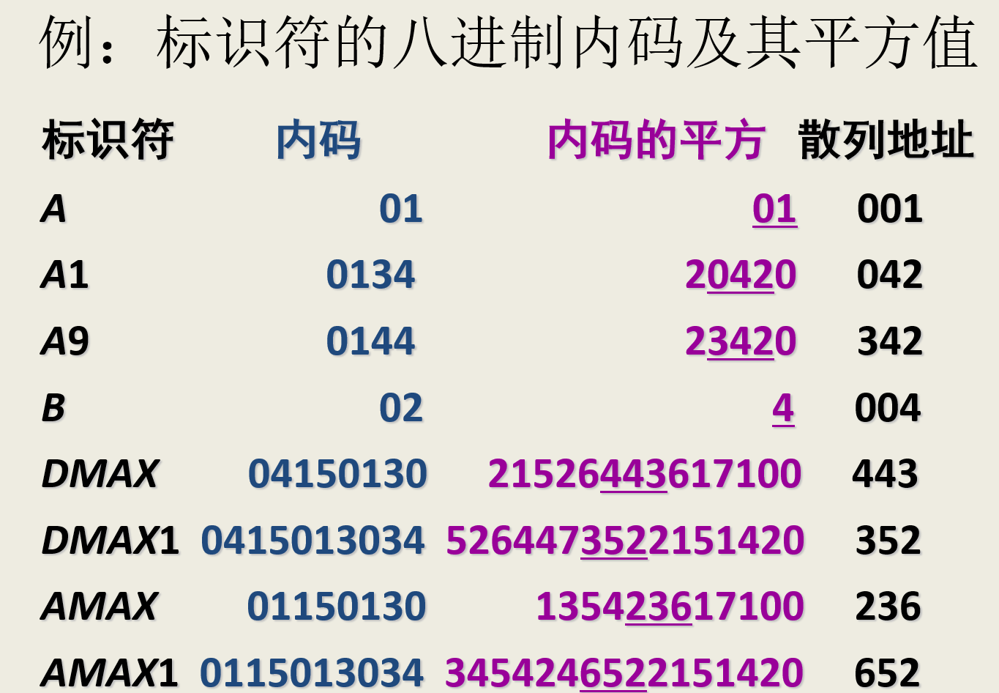 例：标识符的八进制内码及其平方值
标识符 内码 内码的平方 散列地址
A 01 01 001
A1 0134 20420 042
A9 0144 23420 342
B 02 4 004
DMAX 04150130 21526443617100 443
DMAX1 0415013034 5264473522151420 352
AMAX 01150130 135423617100 236
AMAX1 0115013034 3454246522151420 652